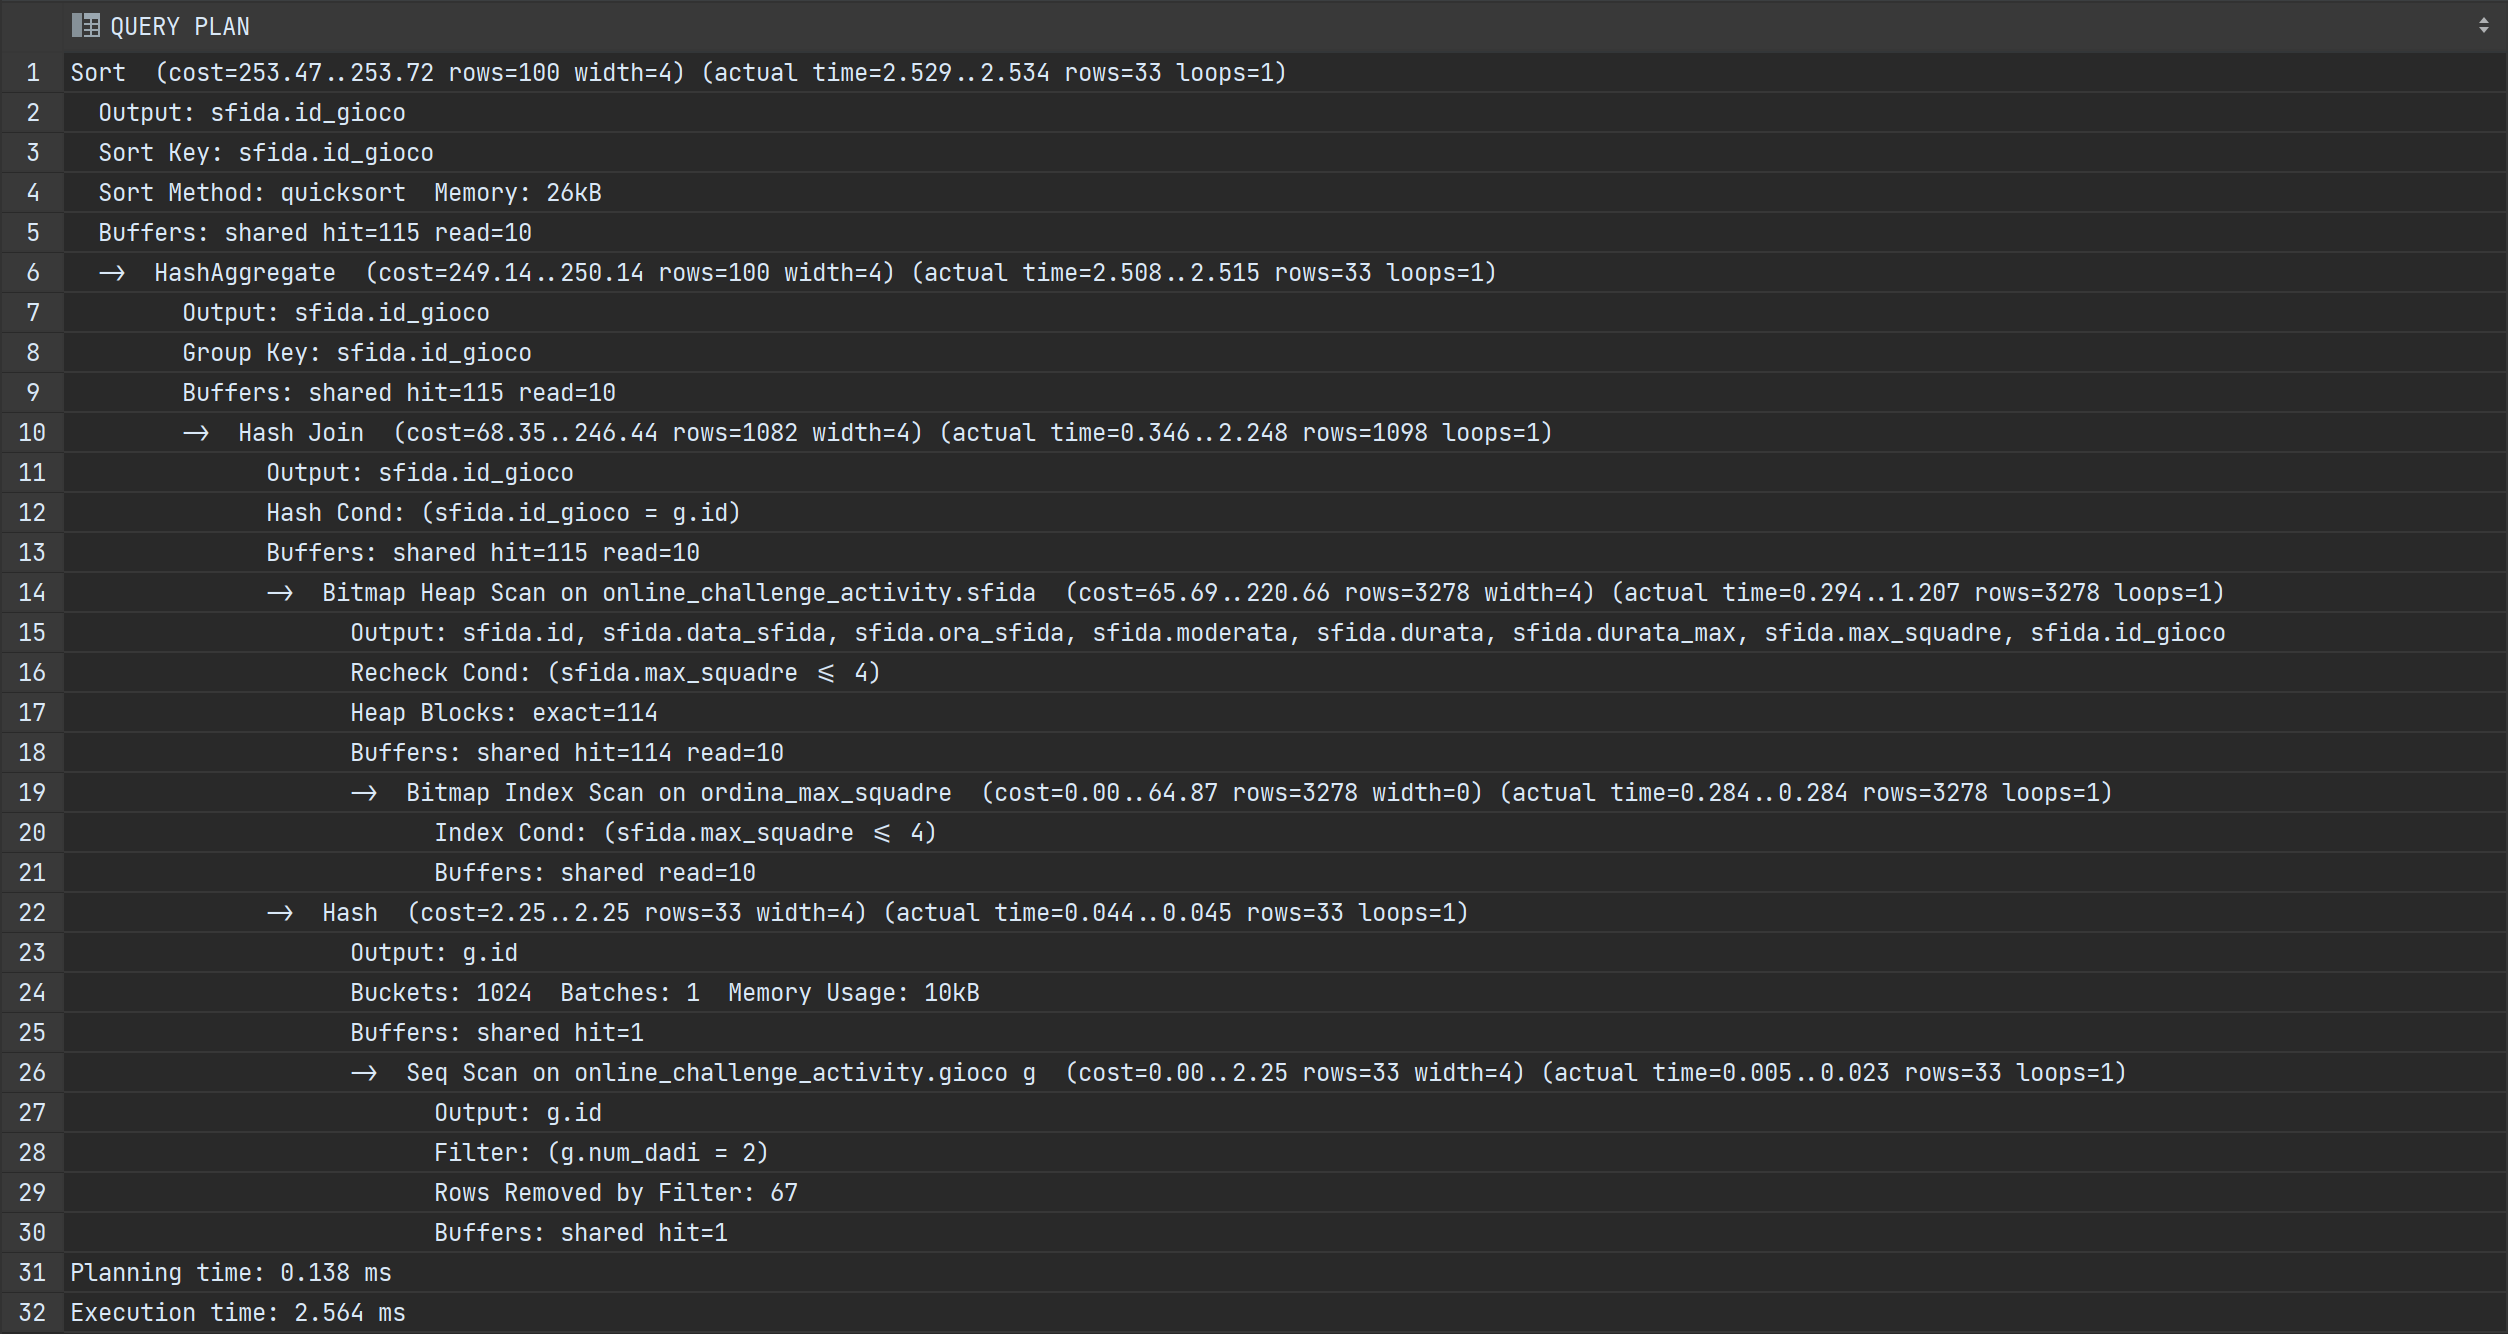 QUERY PLAN
1 Sort  (cost=253.47..253.72 rows=100 width=4) (actual time=2.529..2.534 rows=33 loops=1)
2   Output: sfida.id_gioco
3   Sort Key: sfida.id_gioco
4   Sort Method: quicksort  Memory: 26kB
5   Buffers: shared hit=115 read=10
6   ->  HashAggregate  (cost=249.14..250.14 rows=100 width=4) (actual time=2.508..2.515 rows=33 loops=1)
7         Output: sfida.id_gioco
8         Group Key: sfida.id_gioco
9         Buffers: shared hit=115 read=10
10         ->  Hash Join  (cost=68.35..246.44 rows=1082 width=4) (actual time=0.346..2.248 rows=1098 loops=1)
11               Output: sfida.id_gioco
12               Hash Cond: (sfida.id_gioco = g.id)
13               Buffers: shared hit=115 read=10
14               ->  Bitmap Heap Scan on online_challenge_activity.sfida  (cost=65.69..220.66 rows=3278 width=4) (actual time=0.294..1.207 rows=3278 loops=1)
15                     Output: sfida.id, sfida.data_sfida, sfida.ora_sfida, sfida.moderata, sfida.durata, sfida.durata_max, sfida.max_squadre, sfida.id_gioco
16                     Recheck Cond: (sfida.max_squadre <= 4)
17                     Heap Blocks: exact=114
18                     Buffers: shared hit=114 read=10
19                     ->  Bitmap Index Scan on ordina_max_squadre  (cost=0.00..64.87 rows=3278 width=0) (actual time=0.284..0.284 rows=3278 loops=1)
20                           Index Cond: (sfida.max_squadre <= 4)
21                           Buffers: shared read=10
22               ->  Hash  (cost=2.25..2.25 rows=33 width=4) (actual time=0.044..0.045 rows=33 loops=1)
23                     Output: g.id
24                     Buckets: 1024  Batches: 1  Memory Usage: 10kB
25                     Buffers: shared hit=1
26                     ->  Seq Scan on online_challenge_activity.gioco g  (cost=0.00..2.25 rows=33 width=4) (actual time=0.005..0.023 rows=33 loops=1)
27                           Output: g.id
28                           Filter: (g.num_dadi = 2)
29                           Rows Removed by Filter: 67
30                           Buffers: shared hit=1
31 Planning time: 0.138 ms
32 Execution time: 2.564 ms